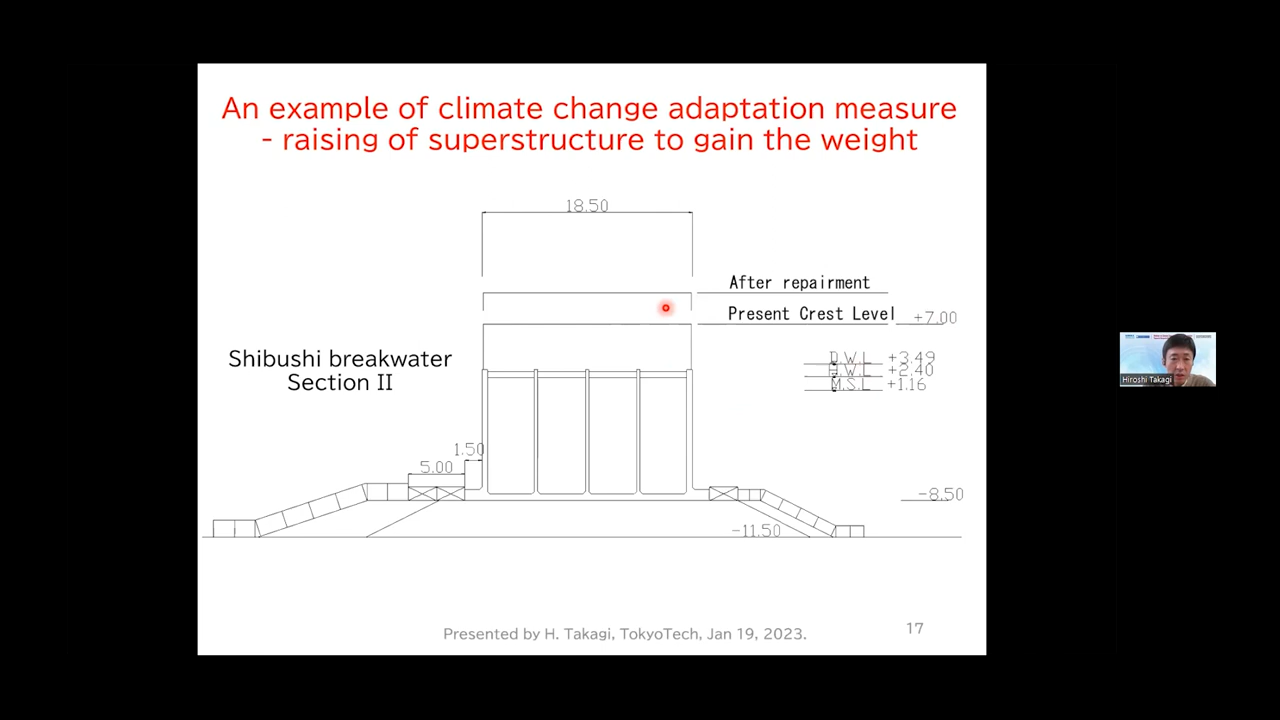 An example of climate change adaptation measure
- raising of superstructure to gain the weight
18.50
After repairment
Present Crest Level
+7.00
Shibushi breakwater
Section II
D.W.L +3.49
H.W.L +2.40
M.S.L +1.16
1.50
5.00
-8.50
-11.50
Presented by H. Takagi, TokyoTech, Jan 19, 2023.
17
Hiroshi Takagi